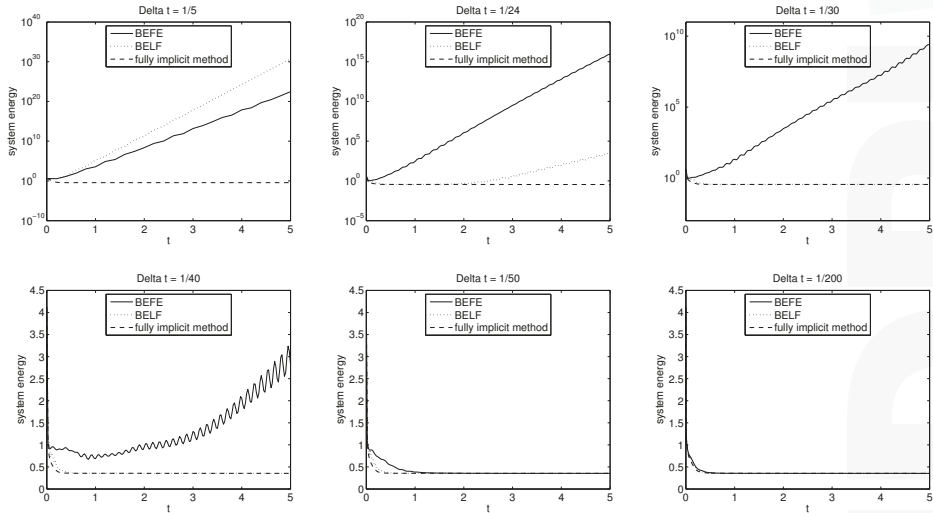 Delta t = 1/5
10^40
10^30
10^20
10^10
10^0
10^-10
system energy
BEFE
BELF
fully implicit method
0 1 2 3 4 5
t
Delta t = 1/24
10^20
10^15
10^10
10^5
10^0
10^-5
system energy
BEFE
BELF
fully implicit method
0 1 2 3 4 5
t
Delta t = 1/30
10^10
10^5
10^0
system energy
BEFE
BELF
fully implicit method
0 1 2 3 4 5
t
Delta t = 1/40
4.5
4
3.5
3
2.5
2
1.5
1
0.5
0
system energy
BEFE
BELF
fully implicit method
0 1 2 3 4 5
t
Delta t = 1/50
4.5
4
3.5
3
2.5
2
1.5
1
0.5
0
system energy
BEFE
BELF
fully implicit method
0 1 2 3 4 5
t
Delta t = 1/200
4.5
4
3.5
3
2.5
2
1.5
1
0.5
0
system energy
BEFE
BELF
fully implicit method
0 1 2 3 4 5
t